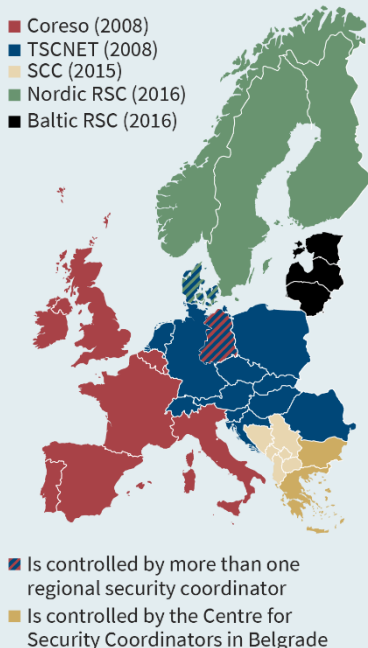 Coreso (2008)
TSCNET (2008)
SCC (2015)
Nordic RSC (2016)
Baltic RSC (2016)
Is controlled by more than one
regional security coordinator
Is controlled by the Centre for
Security Coordinators in Belgrade